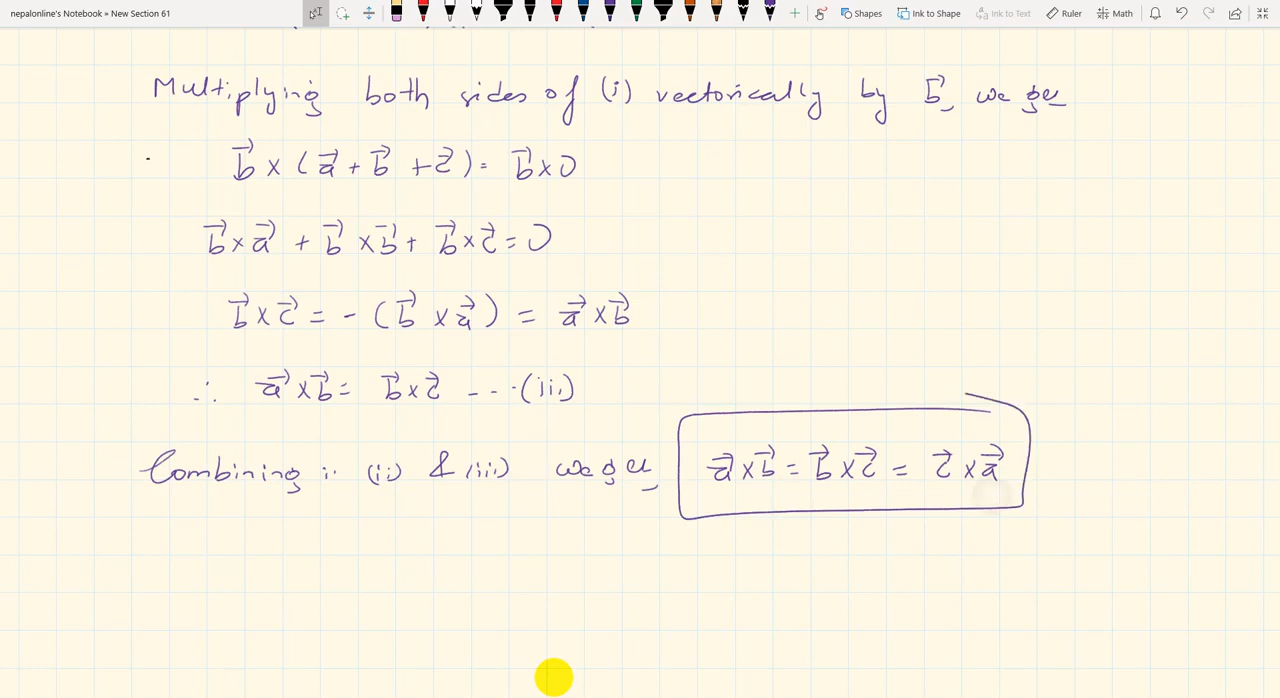 nepalonline's Notebook » New Section 61
Shapes Ink to Shape Ink to Text Ruler Math
Multiplying both sides of (i) vectorically by b⃗, we get
b⃗ × (a⃗ + b⃗ + c⃗) = b⃗ × 0
b⃗ × a⃗ + b⃗ × b⃗ + b⃗ × c⃗ = 0
b⃗ × c⃗ = - (b⃗ × a⃗) = a⃗ × b⃗
∴ a⃗ × b⃗ = b⃗ × c⃗ -- ·· (iii)
Combining (ii) & (iii) we get, a⃗ × b⃗ = b⃗ × c⃗ = c⃗ × a⃗